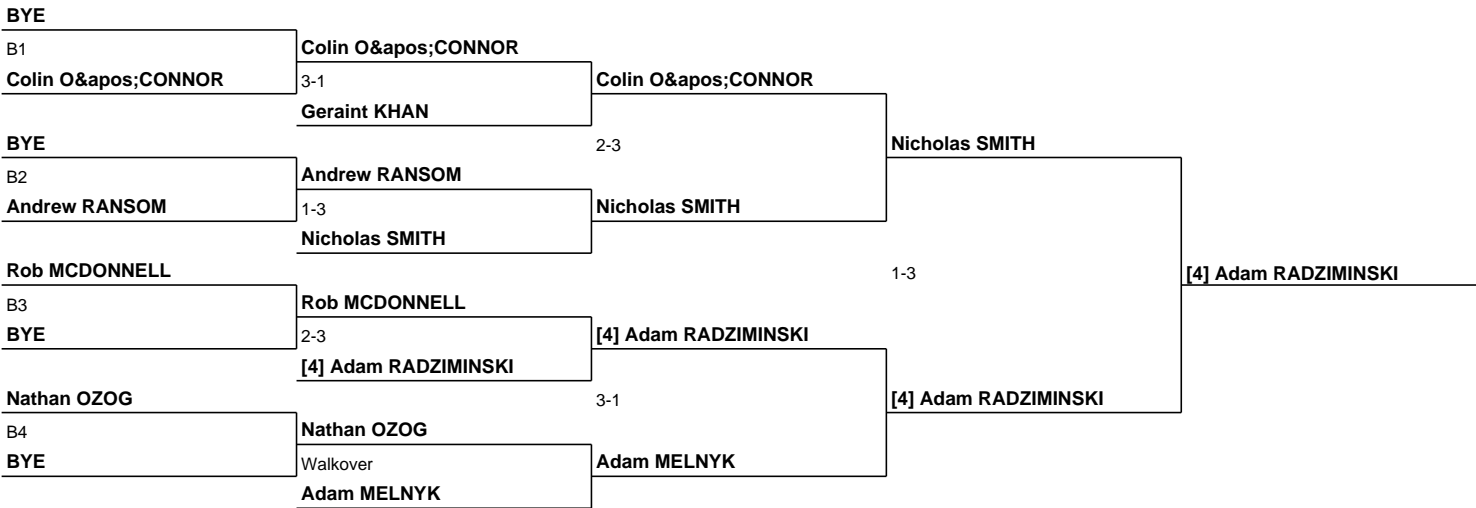 BYE
B1
Colin O&apos;CONNOR
Colin O&apos;CONNOR
3-1
Colin O&apos;CONNOR
Geraint KHAN
BYE
2-3
Nicholas SMITH
B2
Andrew RANSOM
Andrew RANSOM
1-3
Nicholas SMITH
Nicholas SMITH
Rob MCDONNELL
1-3
[4] Adam RADZIMINSKI
B3
Rob MCDONNELL
BYE
2-3
[4] Adam RADZIMINSKI
[4] Adam RADZIMINSKI
Nathan OZOG
3-1
[4] Adam RADZIMINSKI
B4
Nathan OZOG
BYE
Walkover
Adam MELNYK
Adam MELNYK